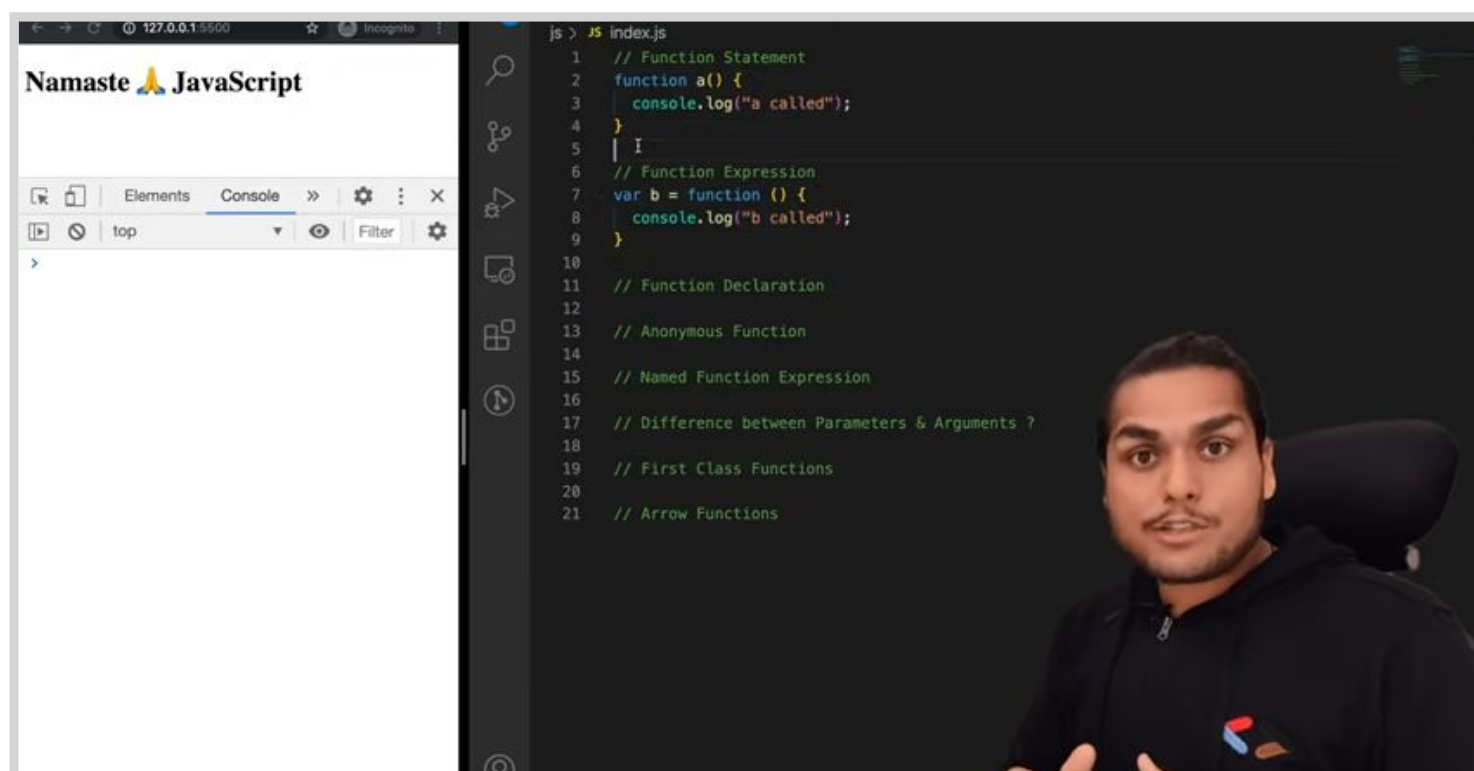 127.0.0.1:5500
Incognito
Namaste 🙏 JavaScript
Elements Console »
top
Filter
>
js > JS index.js
1 // Function Statement
2 function a() {
3 console.log("a called");
4 }
5
6 // Function Expression
7 var b = function () {
8 console.log("b called");
9 }
10
11 // Function Declaration
12
13 // Anonymous Function
14
15 // Named Function Expression
16
17 // Difference between Parameters & Arguments ?
18
19 // First Class Functions
20
21 // Arrow Functions